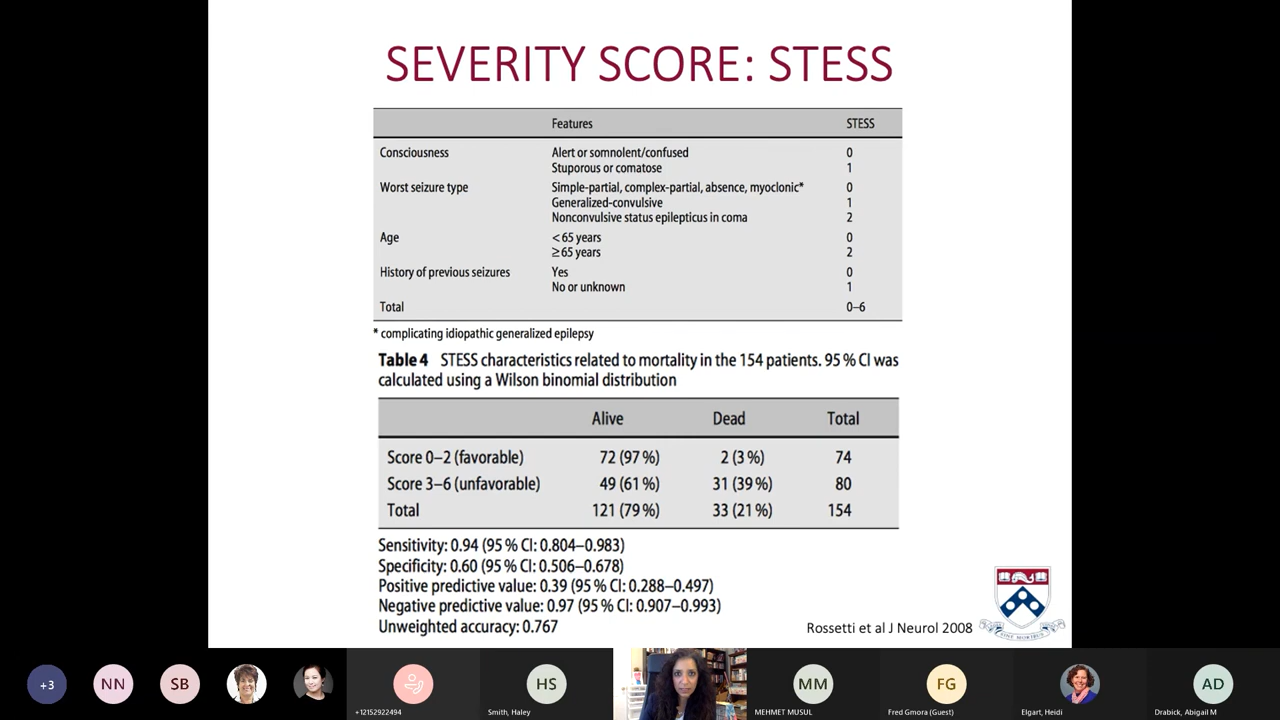 SEVERITY SCORE: STESS
Features STESS
Consciousness Alert or somnolent/confused 0
Stuporous or comatose 1
Worst seizure type Simple-partial, complex-partial, absence, myoclonic* 0
Generalized-convulsive 1
Nonconvulsive status epilepticus in coma 2
Age < 65 years 0
≥ 65 years 2
History of previous seizures Yes 0
No or unknown 1
Total 0–6
* complicating idiopathic generalized epilepsy
Table 4 STESS characteristics related to mortality in the 154 patients. 95 % CI was
calculated using a Wilson binomial distribution
Alive Dead Total
Score 0–2 (favorable) 72 (97 %) 2 (3 %) 74
Score 3–6 (unfavorable) 49 (61 %) 31 (39 %) 80
Total 121 (79 %) 33 (21 %) 154
Sensitivity: 0.94 (95 % CI: 0.804–0.983)
Specificity: 0.60 (95 % CI: 0.506–0.678)
Positive predictive value: 0.39 (95 % CI: 0.288–0.497)
Negative predictive value: 0.97 (95 % CI: 0.907–0.993)
Unweighted accuracy: 0.767
Rossetti et al J Neurol 2008
+3 NN SB HS MM FG AD
+12152922494 Smith, Haley MEHMET MUSUL Fred Gmora (Guest) Elgart, Heidi Drabick, Abigail M